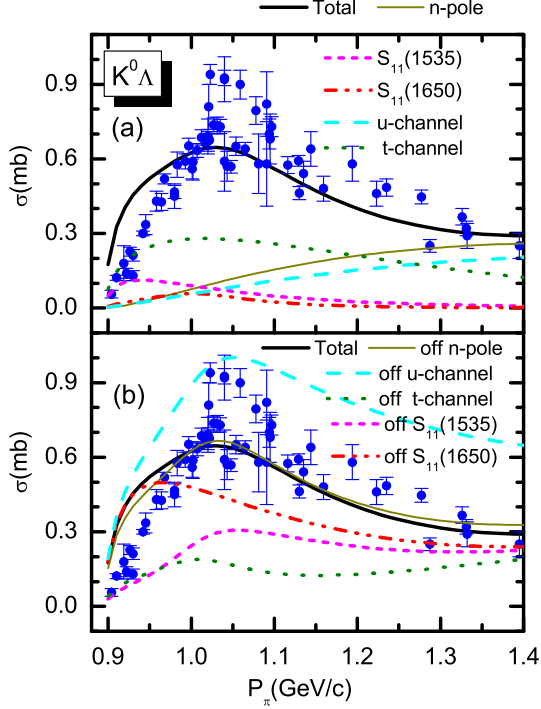 Total n-pole
K⁰Λ
(a)
S₁₁(1535)
S₁₁(1650)
u-channel
t-channel
σ(mb)
0.9
0.6
0.3
0.0
(b)
Total off n-pole
off u-channel
off t-channel
off S₁₁(1535)
off S₁₁(1650)
σ(mb)
0.9
0.6
0.3
0.0
0.9 1.0 1.1 1.2 1.3 1.4
P_π(GeV/c)